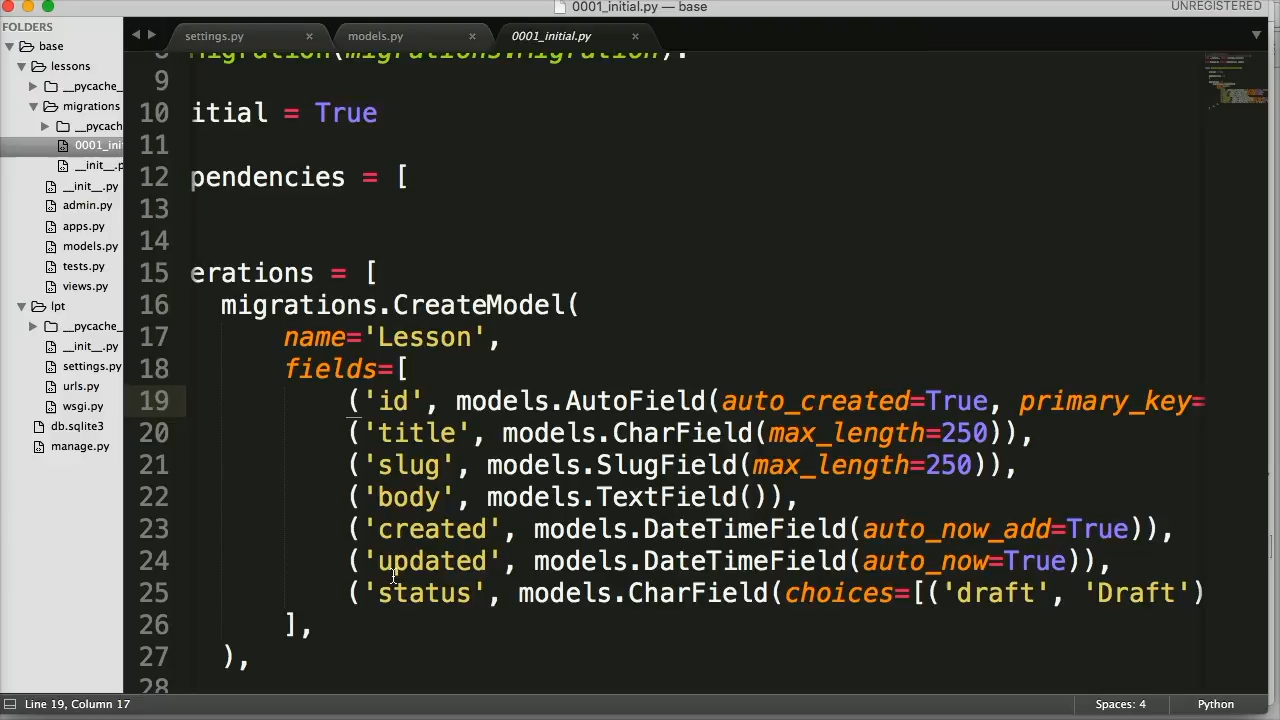 0001_initial.py — base
UNREGISTERED
FOLDERS
base
lessons
__pycache_
migrations
__pycach
0001_init
__init__.p
__init__.py
admin.py
apps.py
models.py
tests.py
views.py
lpt
__pycache_
__init__.py
settings.py
urls.py
wsgi.py
db.sqlite3
manage.py
settings.py ×
models.py ×
0001_initial.py ×
8 migration(migrations.Migration):
9
10 itial = True
11
12 pendencies = [
13
14
15 erations = [
16 migrations.CreateModel(
17 name='Lesson',
18 fields=[
19 ('id', models.AutoField(auto_created=True, primary_key=
20 ('title', models.CharField(max_length=250)),
21 ('slug', models.SlugField(max_length=250)),
22 ('body', models.TextField()),
23 ('created', models.DateTimeField(auto_now_add=True)),
24 ('updated', models.DateTimeField(auto_now=True)),
25 ('status', models.CharField(choices=[('draft', 'Draft')
26 ],
27 ),
28
Line 19, Column 17
Spaces: 4
Python